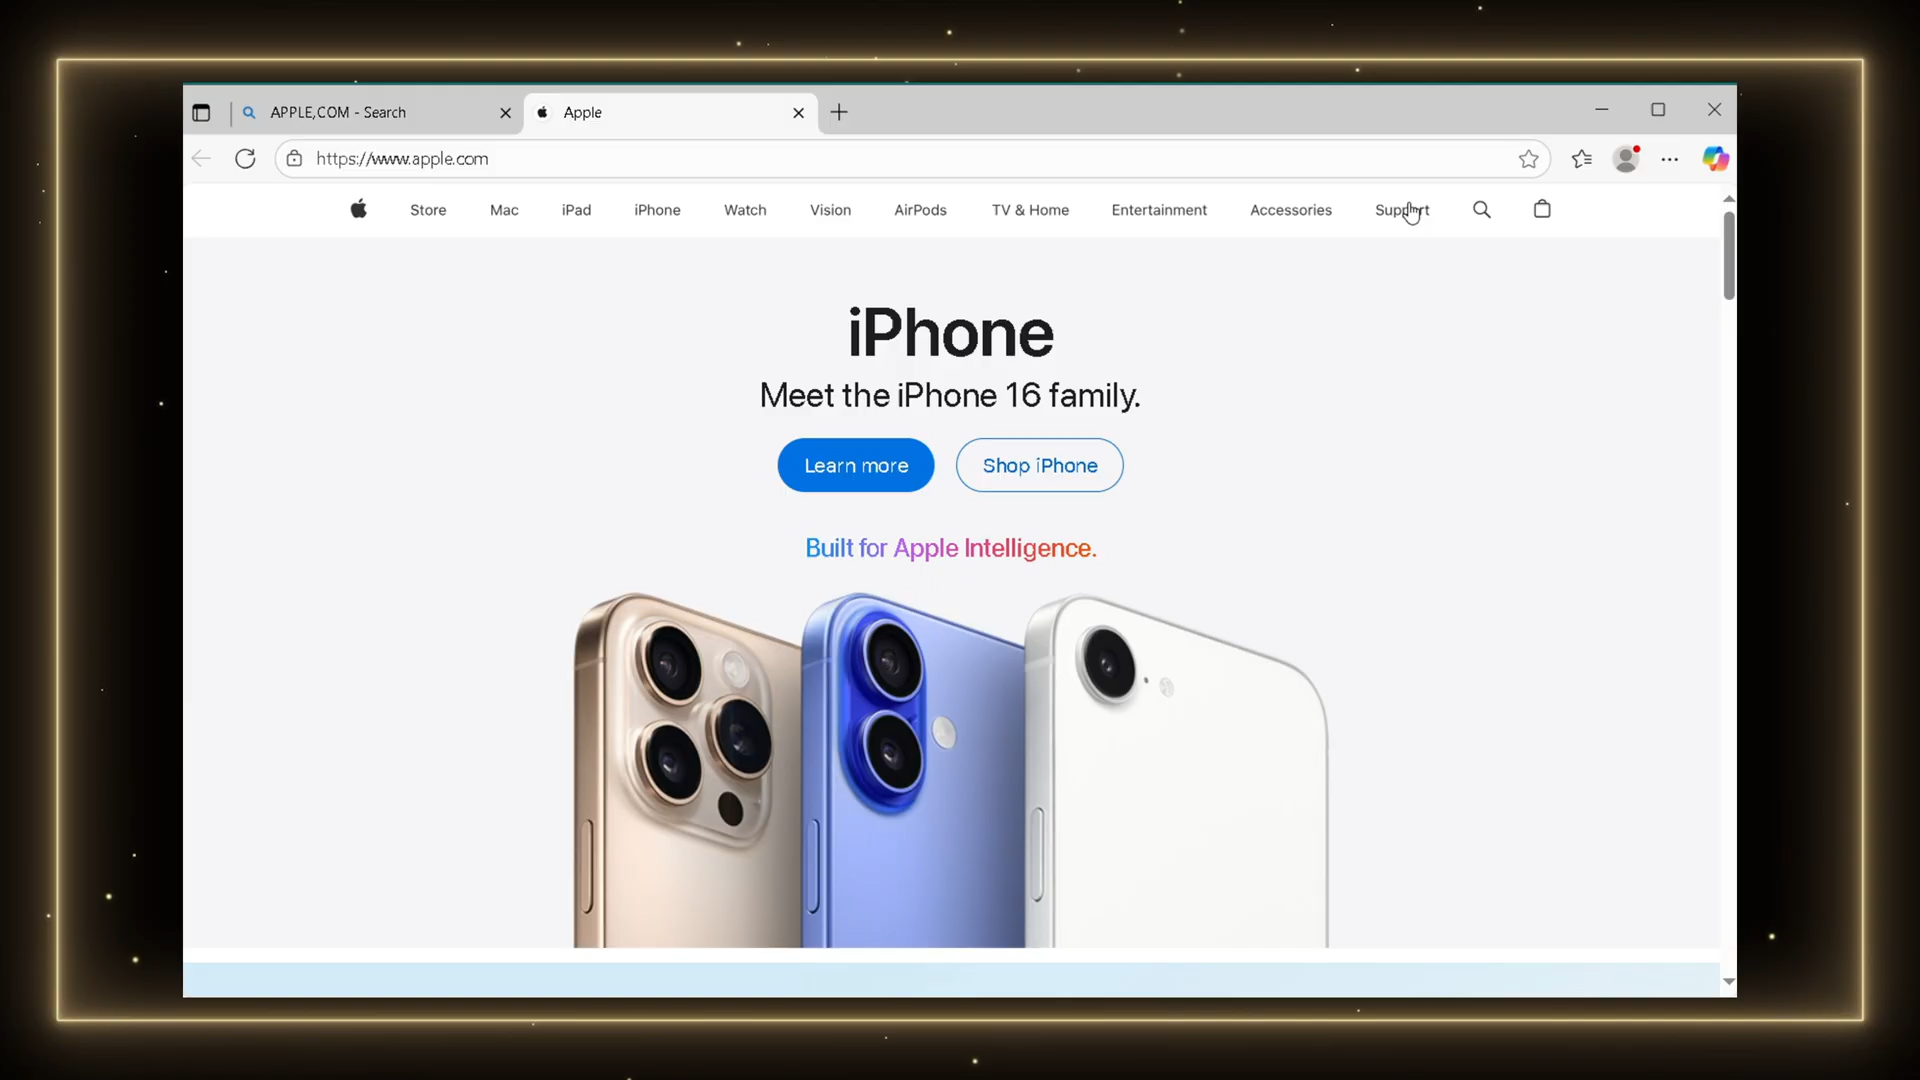 APPLE,COM - Search
Apple
https://www.apple.com
Store Mac iPad iPhone Watch Vision AirPods TV & Home Entertainment Accessories Support
iPhone
Meet the iPhone 16 family.
Learn more Shop iPhone
Built for Apple Intelligence.